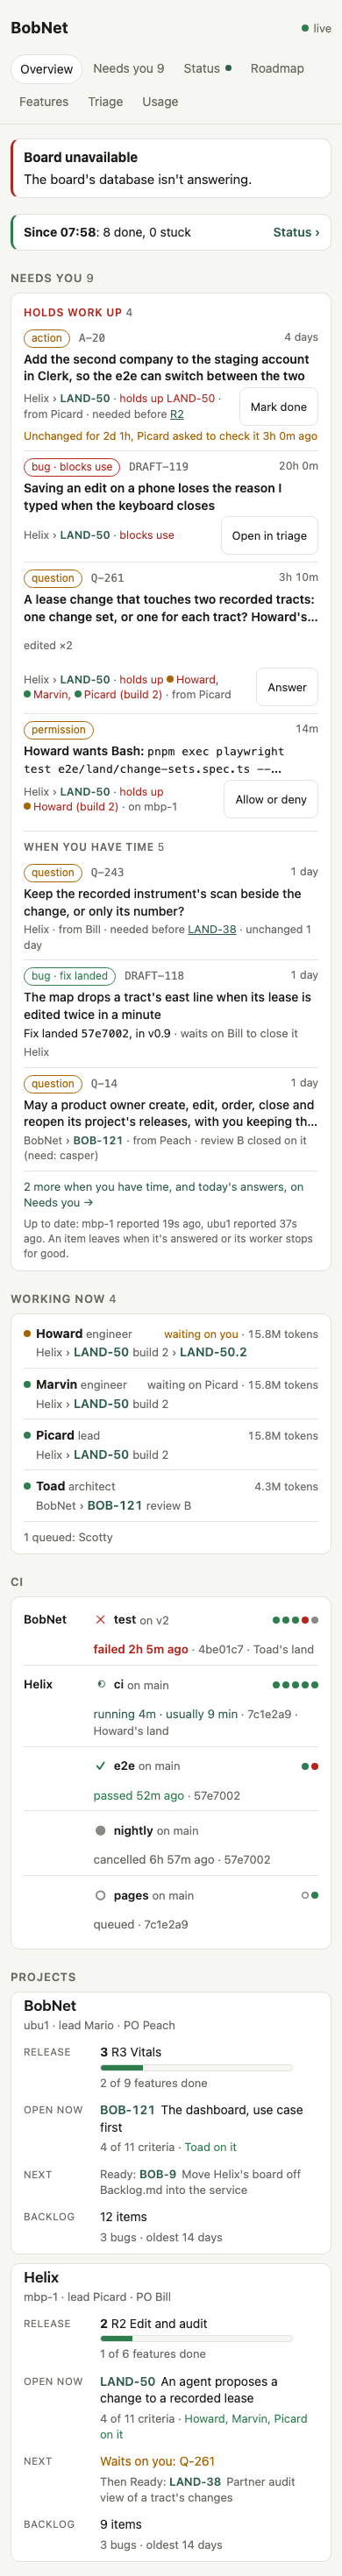 BobNet
live
Overview Needs you 9 Status Roadmap
Features Triage Usage
Board unavailable
The board's database isn't answering.
Since 07:58: 8 done, 0 stuck Status ›
NEEDS YOU 9
HOLDS WORK UP 4
action A-20 4 days
Add the second company to the staging account
in Clerk, so the e2e can switch between the two
Helix › LAND-50 · holds up LAND-50 ·
from Picard · needed before R2
Mark done
Unchanged for 2d 1h, Picard asked to check it 3h 0m ago
bug · blocks use DRAFT-119 20h 0m
Saving an edit on a phone loses the reason I
typed when the keyboard closes
Helix › LAND-50 · blocks use
Open in triage
question Q-261 3h 10m
A lease change that touches two recorded tracts:
one change set, or one for each tract? Howard's...
edited ×2
Helix › LAND-50 · holds up Howard,
Marvin, Picard (build 2) · from Picard
Answer
permission 14m
Howard wants Bash: pnpm exec playwright
test e2e/land/change-sets.spec.ts --...
Helix › LAND-50 · holds up
Howard (build 2) · on mbp-1
Allow or deny
WHEN YOU HAVE TIME 5
question Q-243 1 day
Keep the recorded instrument's scan beside the
change, or only its number?
Helix · from Bill · needed before LAND-38 · unchanged 1
day
bug · fix landed DRAFT-118 1 day
The map drops a tract's east line when its lease is
edited twice in a minute
Fix landed 57e7002, in v0.9 · waits on Bill to close it
Helix
question Q-14 1 day
May a product owner create, edit, order, close and
reopen its project's releases, with you keeping th...
BobNet › BOB-121 · from Peach · review B closed on it
(need: casper)
2 more when you have time, and today's answers, on
Needs you →
Up to date: mbp-1 reported 19s ago, ubu1 reported 37s
ago. An item leaves when it's answered or its worker stops
for good.
WORKING NOW 4
Howard engineer waiting on you · 15.8M tokens
Helix › LAND-50 build 2 › LAND-50.2
Marvin engineer waiting on Picard · 15.8M tokens
Helix › LAND-50 build 2
Picard lead 15.8M tokens
Helix › LAND-50 build 2
Toad architect 4.3M tokens
BobNet › BOB-121 review B
1 queued: Scotty
CI
BobNet test on v2
failed 2h 5m ago · 4be01c7 · Toad's land
Helix ci on main
running 4m · usually 9 min · 7c1e2a9 ·
Howard's land
e2e on main
passed 52m ago · 57e7002
nightly on main
cancelled 6h 57m ago · 57e7002
pages on main
queued · 7c1e2a9
PROJECTS
BobNet
ubu1 · lead Mario · PO Peach
RELEASE 3 R3 Vitals
2 of 9 features done
OPEN NOW BOB-121 The dashboard, use case
first
4 of 11 criteria · Toad on it
NEXT Ready: BOB-9 Move Helix's board off
Backlog.md into the service
BACKLOG 12 items
3 bugs · oldest 14 days
Helix
mbp-1 · lead Picard · PO Bill
RELEASE 2 R2 Edit and audit
1 of 6 features done
OPEN NOW LAND-50 An agent proposes a
change to a recorded lease
4 of 11 criteria · Howard, Marvin, Picard
on it
NEXT Waits on you: Q-261
Then Ready: LAND-38 Partner audit
view of a tract's changes
BACKLOG 9 items
3 bugs · oldest 14 days